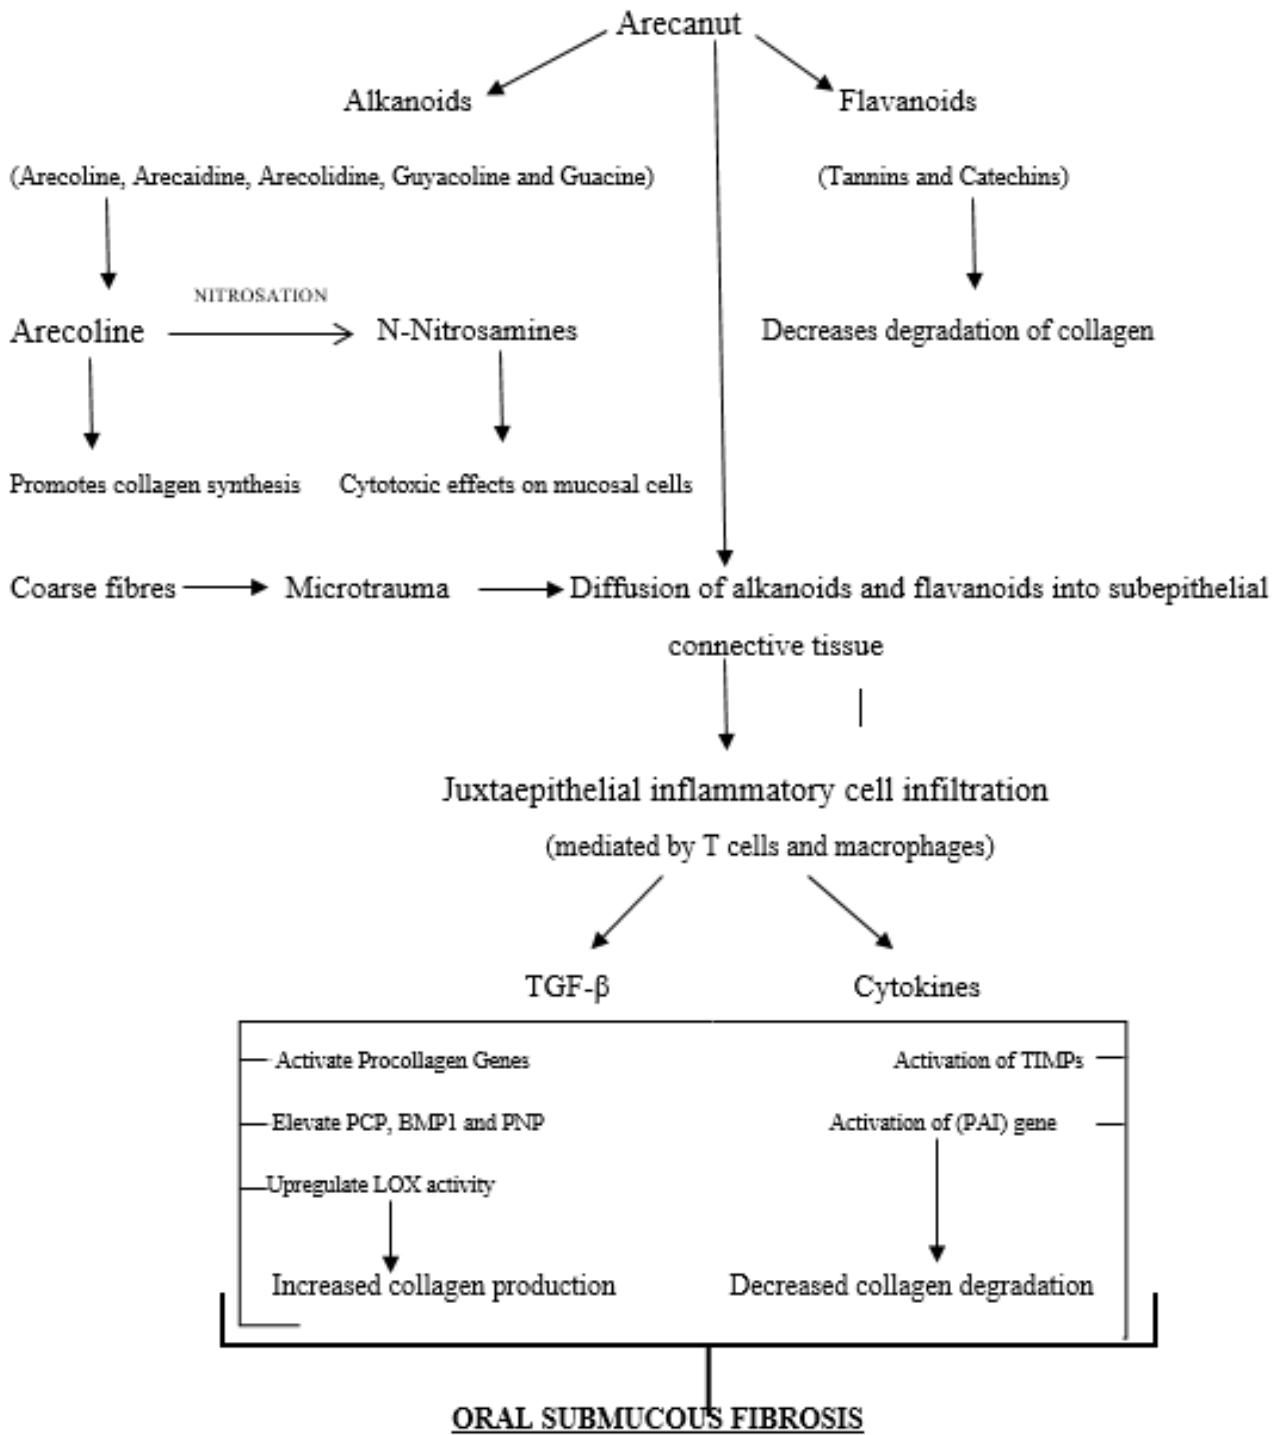 Arecanut
Alkanoids
Flavanoids
(Arecoline, Arecaidine, Arecolidine, Guyacoline and Guacine)
(Tannins and Catechins)
NITROSATION
Arecoline
N-Nitrosamines
Decreases degradation of collagen
Promotes collagen synthesis
Cytotoxic effects on mucosal cells
Coarse fibres
Microtrauma
Diffusion of alkanoids and flavanoids into subepithelial
connective tissue
Juxtaepithelial inflammatory cell infiltration
(mediated by T cells and macrophages)
TGF-β
Cytokines
Activate Procollagen Genes
Activation of TIMPs
Elevate PCP, BMP1 and PNP
Activation of (PAI) gene
Upregulate LOX activity
Increased collagen production
Decreased collagen degradation
ORAL SUBMUCOUS FIBROSIS